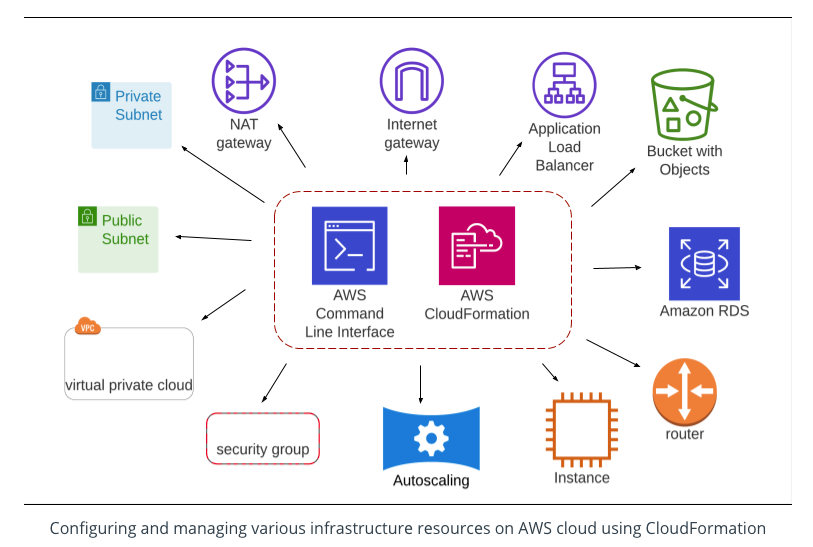 Private
Subnet
NAT
gateway
Internet
gateway
Application
Load
Balancer
Bucket with
Objects
Public
Subnet
AWS
Command
Line Interface
AWS
CloudFormation
Amazon RDS
VPC
virtual private cloud
security group
Autoscaling
Instance
router
Configuring and managing various infrastructure resources on AWS cloud using CloudFormation